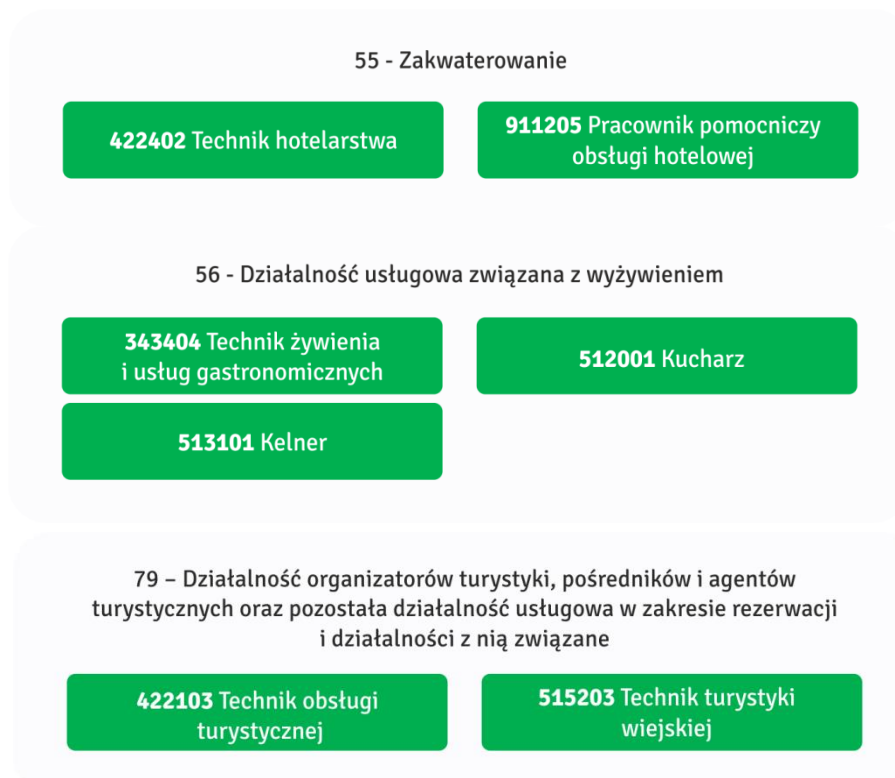 55 - Zakwaterowanie
422402 Technik hotelarstwa
911205 Pracownik pomocniczy
obsługi hotelowej
56 - Działalność usługowa związana z wyżywieniem
343404 Technik żywienia
i usług gastronomicznych
512001 Kucharz
513101 Kelner
79 – Działalność organizatorów turystyki, pośredników i agentów
turystycznych oraz pozostała działalność usługowa w zakresie rezerwacji
i działalności z nią związane
422103 Technik obsługi
turystycznej
515203 Technik turystyki
wiejskiej